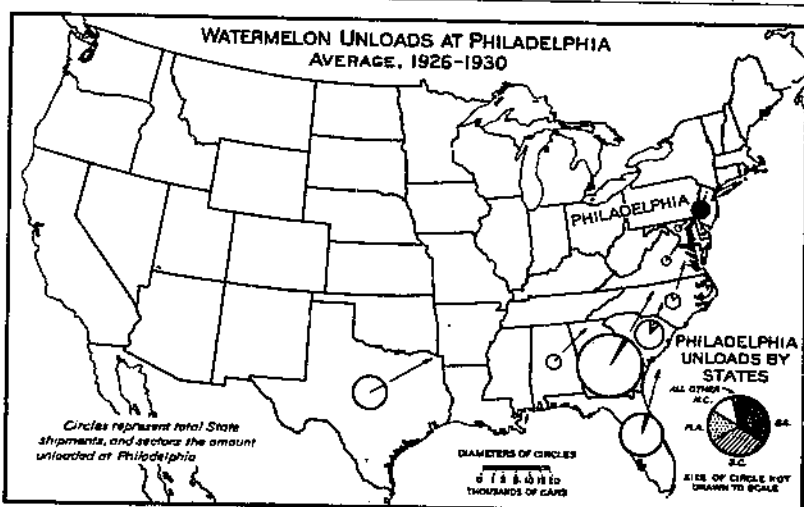 WATERMELON UNLOADS AT PHILADELPHIA
AVERAGE, 1926-1930
PHILADELPHIA
PHILADELPHIA
UNLOADS BY
STATES
ALL OTHER
N.C.
FLA.
GA.
S.C.
SIZE OF CIRCLE NOT
DRAWN TO SCALE
Circles represent total State
shipments, and sectors the amount
unloaded at Philadelphia
DIAMETERS OF CIRCLES
THOUSANDS OF CARS